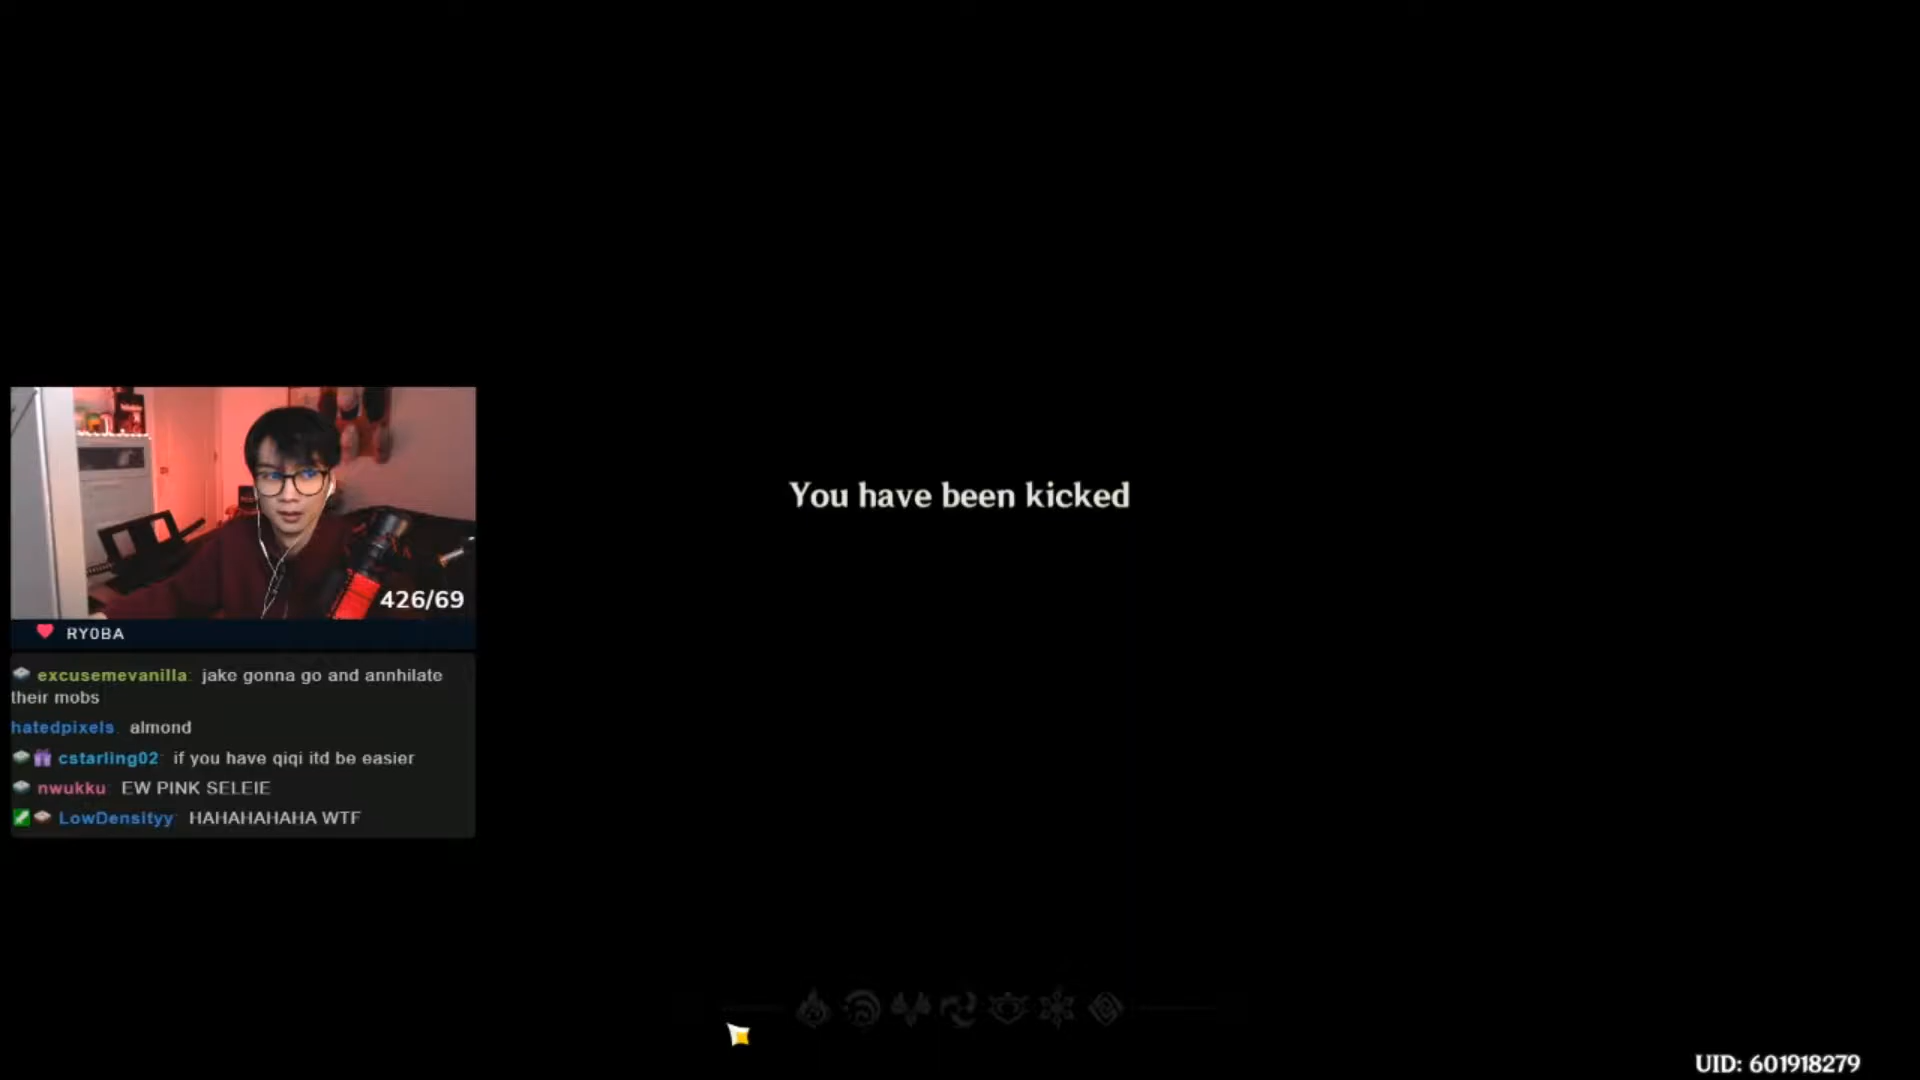 You have been kicked
426/69
RY0BA
excusemevanilla: jake gonna go and annhilate
their mobs
hatedpixels: almond
cstarling02: if you have qiqi itd be easier
nwukku: EW PINK SELEIE
LowDensityy: HAHAHAHAHA WTF
UID: 601918279